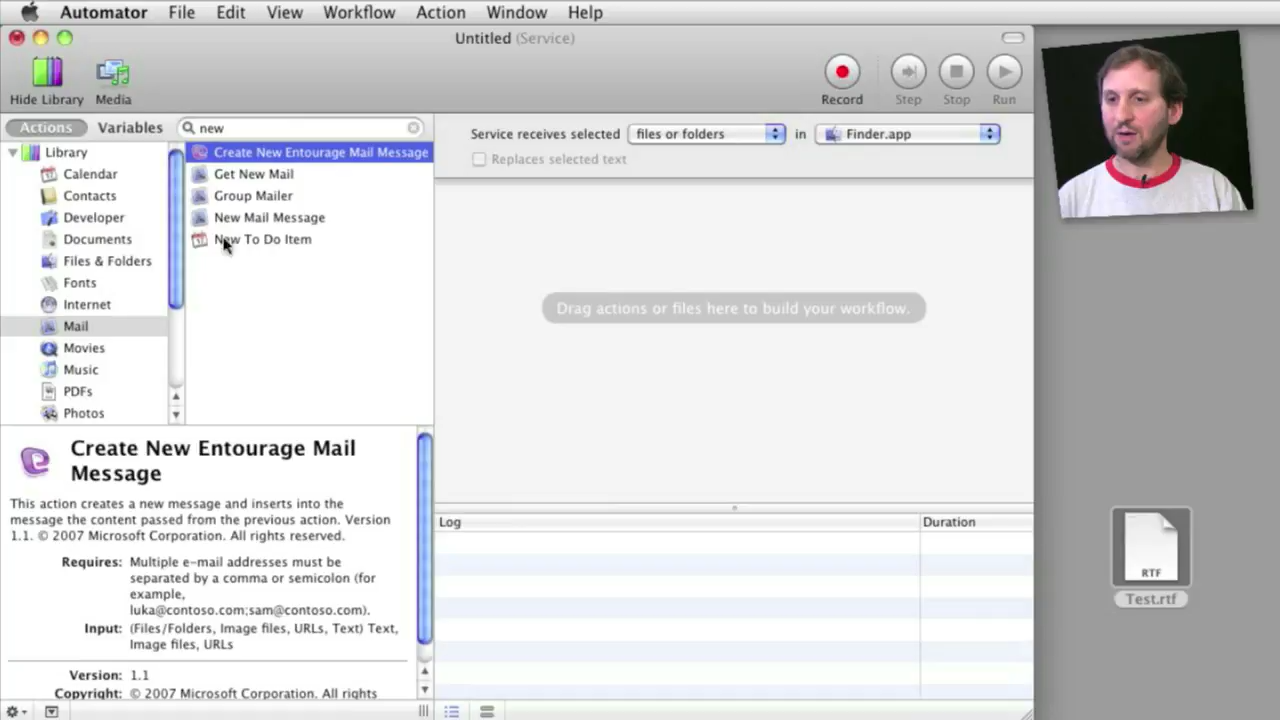 Automator File Edit View Workflow Action Window Help
Untitled (Service)
Hide Library Media Record Step Stop Run
Actions Variables new
Service receives selected files or folders in Finder.app
Replaces selected text
Library
Calendar
Contacts
Developer
Documents
Files & Folders
Fonts
Internet
Mail
Movies
Music
PDFs
Photos
Create New Entourage Mail Message
Get New Mail
Group Mailer
New Mail Message
New To Do Item
Drag actions or files here to build your workflow.
Create New Entourage Mail
Message
This action creates a new message and inserts into the
message the content passed from the previous action. Version
1.1. © 2007 Microsoft Corporation. All rights reserved.
Requires: Multiple e-mail addresses must be
separated by a comma or semicolon (for
example,
luka@contoso.com;sam@contoso.com).
Input: (Files/Folders, Image files, URLs, Text) Text,
Image files, URLs
Version: 1.1
Copyright: © 2007 Microsoft Corporation. All rights
Log Duration
RTF
Test.rtf